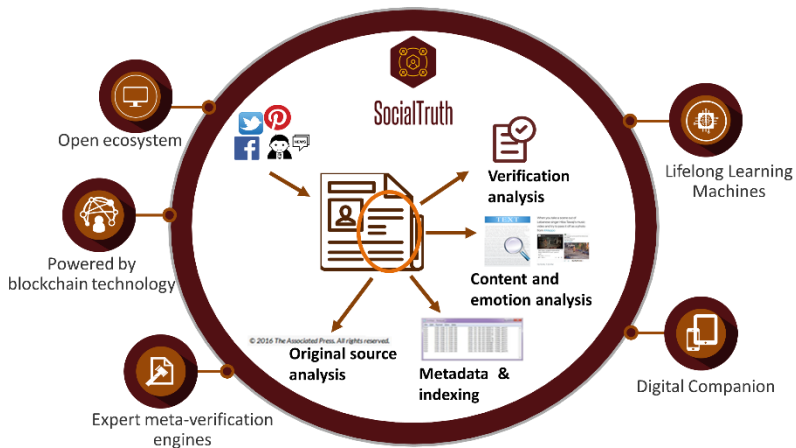 SocialTruth
NEWS
Open ecosystem
Verification
analysis
Lifelong Learning
Machines
TEXT
Powered by
blockchain technology
Content and
emotion analysis
© 2016 The Associated Press. All rights reserved.
Original source
analysis
Metadata &
indexing
Digital Companion
Expert meta-verification
engines